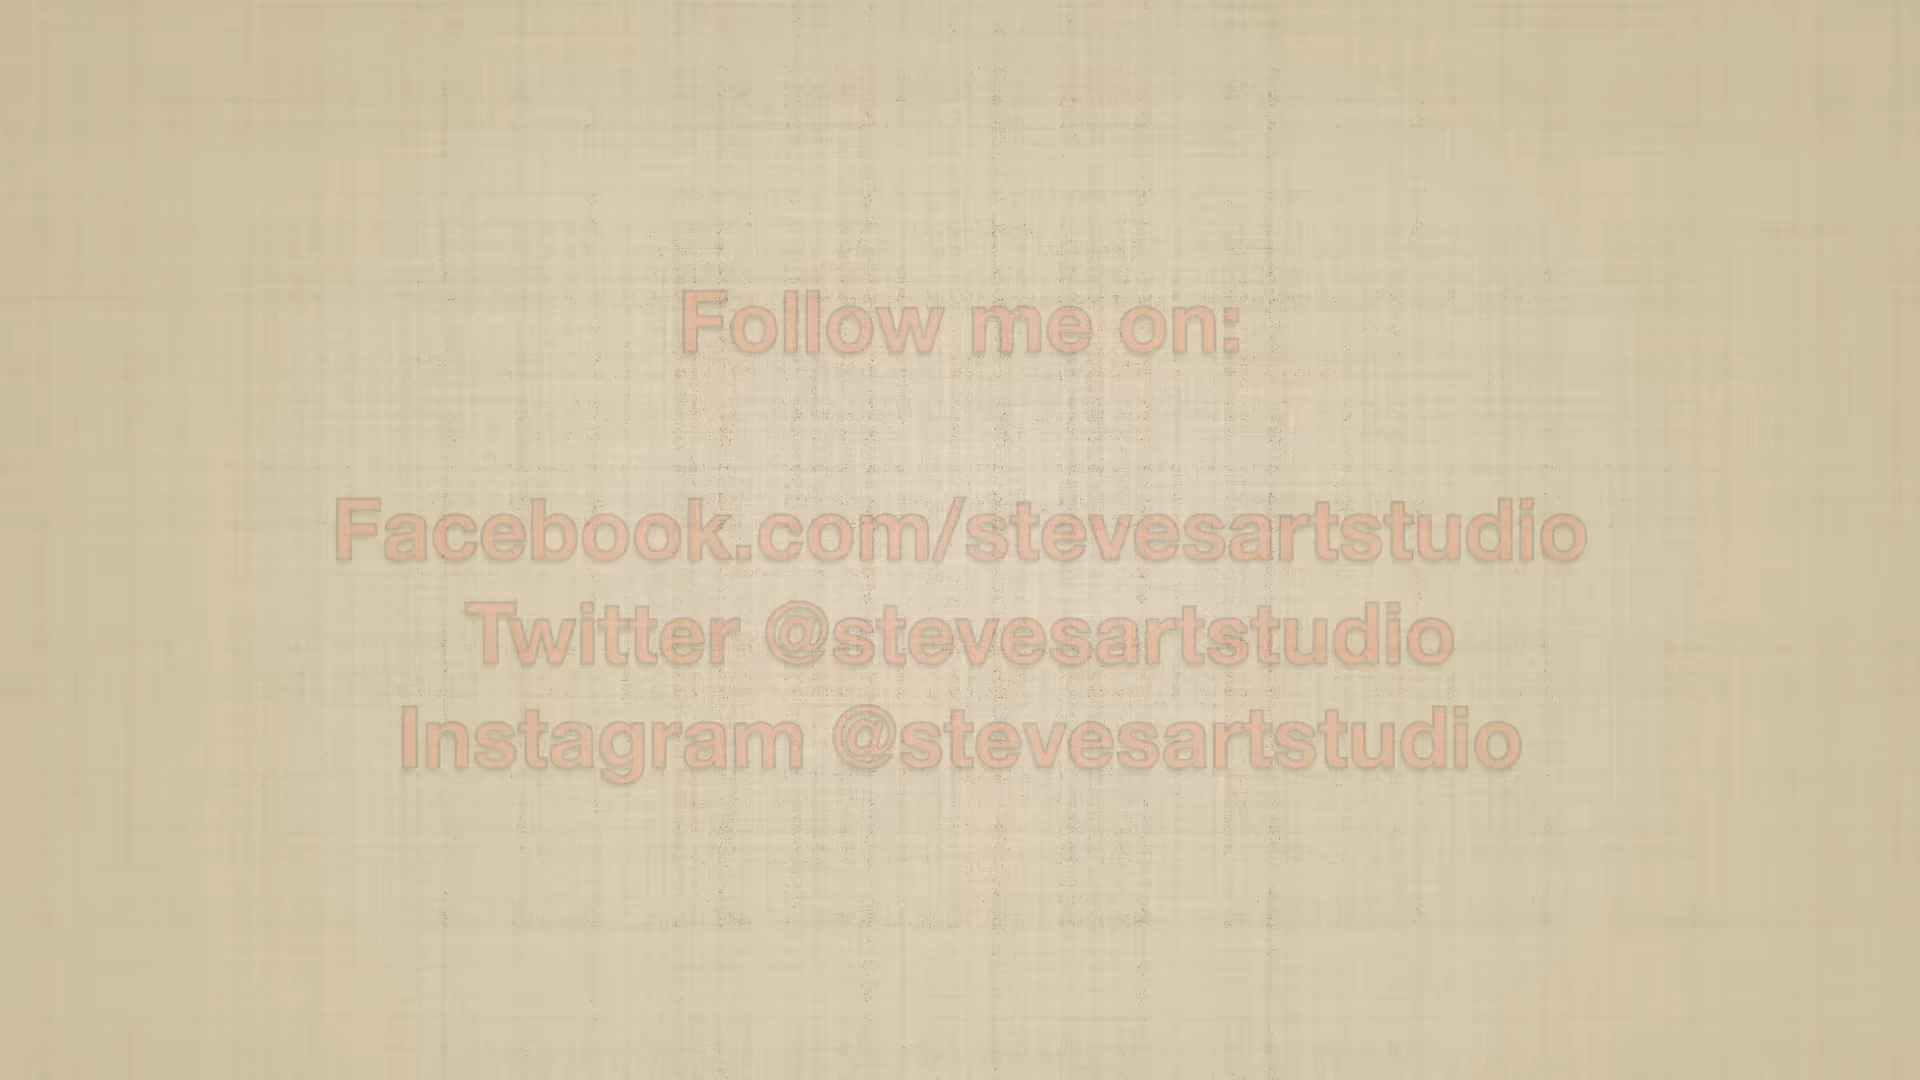 Follow me on:
Facebook.com/stevesartstudio
Twitter @stevesartstudio
Instagram @stevesartstudio